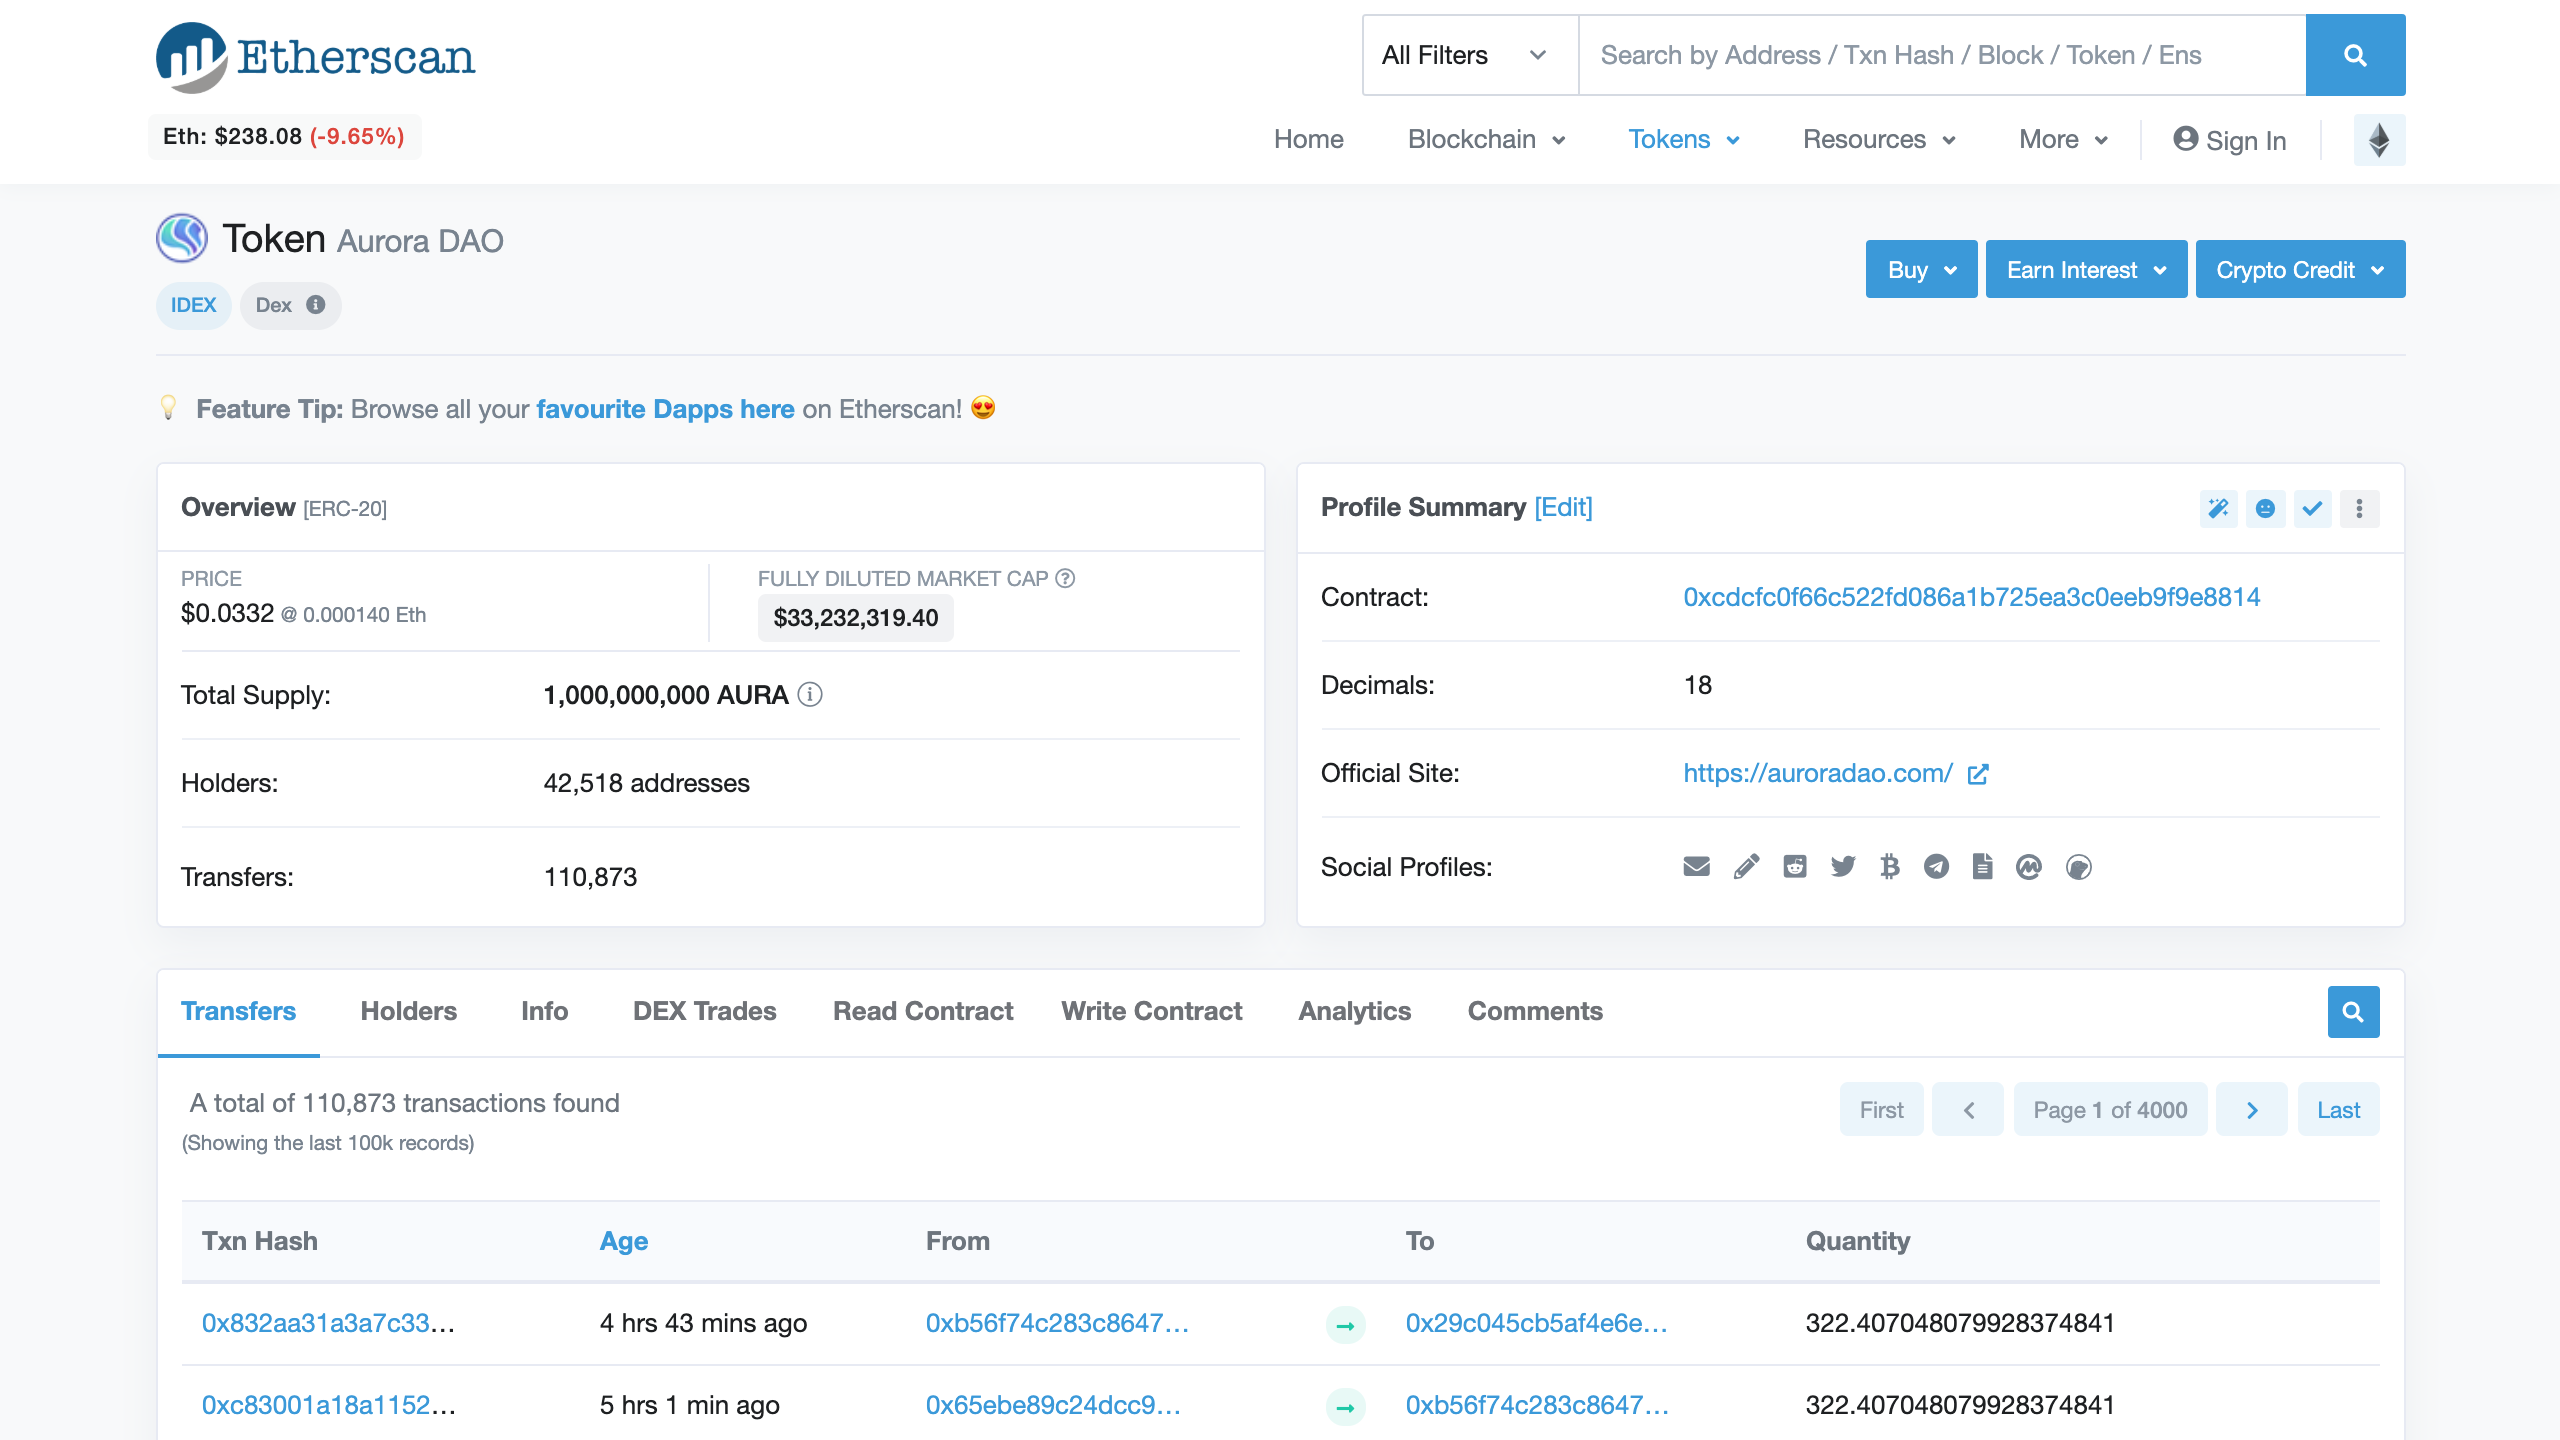 Etherscan
All Filters
Search by Address / Txn Hash / Block / Token / Ens
Eth: $238.08 (-9.65%)
Home Blockchain Tokens Resources More Sign In
Token Aurora DAO
IDEX Dex
Buy Earn Interest Crypto Credit
Feature Tip: Browse all your favourite Dapps here on Etherscan! 😍
Overview [ERC-20]
PRICE
$0.0332 @ 0.000140 Eth
FULLY DILUTED MARKET CAP
$33,232,319.40
Total Supply: 1,000,000,000 AURA
Holders: 42,518 addresses
Transfers: 110,873
Profile Summary [Edit]
Contract: 0xcdcfc0f66c522fd086a1b725ea3c0eeb9f9e8814
Decimals: 18
Official Site: https://auroradao.com/
Social Profiles:
Transfers Holders Info DEX Trades Read Contract Write Contract Analytics Comments
A total of 110,873 transactions found
(Showing the last 100k records)
First Page 1 of 4000 Last
Txn Hash Age From To Quantity
0x832aa31a3a7c33... 4 hrs 43 mins ago 0xb56f74c283c8647... 0x29c045cb5af4e6e... 322.407048079928374841
0xc83001a18a1152... 5 hrs 1 min ago 0x65ebe89c24dcc9... 0xb56f74c283c8647... 322.407048079928374841